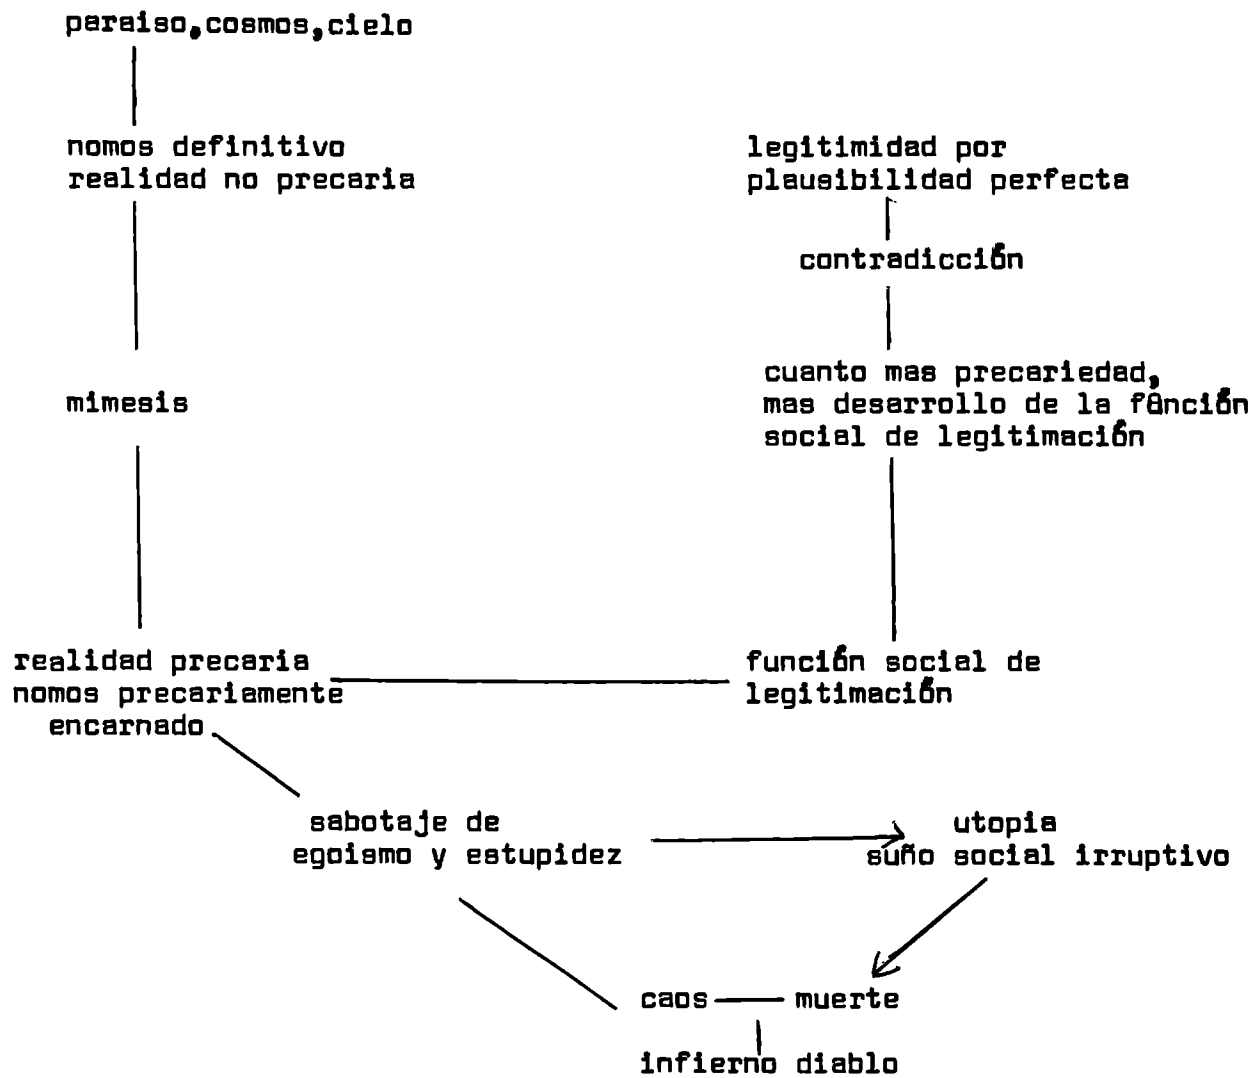 paraiso,cosmos,cielo
nomos definitivo
realidad no precaria
legitimidad por
plausibilidad perfecta
contradicción
mimesis
cuanto mas precariedad,
mas desarrollo de la función
social de legitimación
realidad precaria
nomos precariamente
encarnado
función social de
legitimación
sabotaje de
egoismo y estupidez
utopia
suño social irruptivo
caos
muerte
infierno diablo